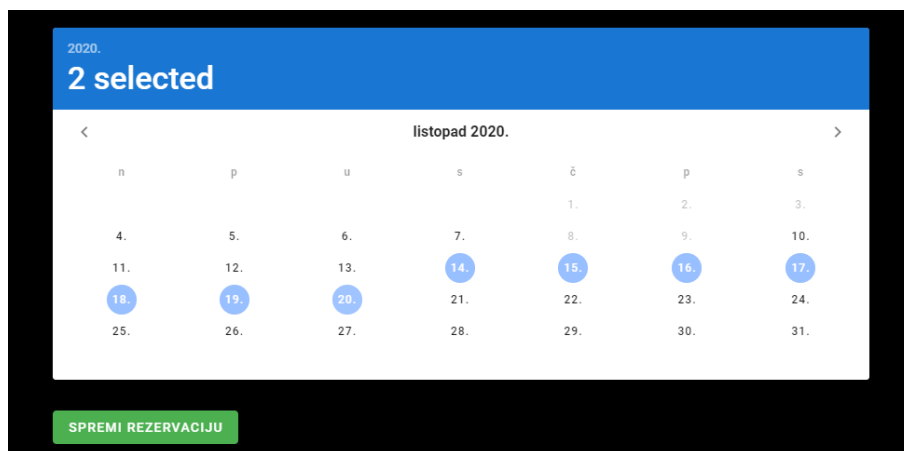 2020.
2 selected
listopad 2020.
n p u s č p s
1. 2. 3.
4. 5. 6. 7. 8. 9. 10.
11. 12. 13. 14. 15. 16. 17.
18. 19. 20. 21. 22. 23. 24.
25. 26. 27. 28. 29. 30. 31.
SPREMI REZERVACIJU